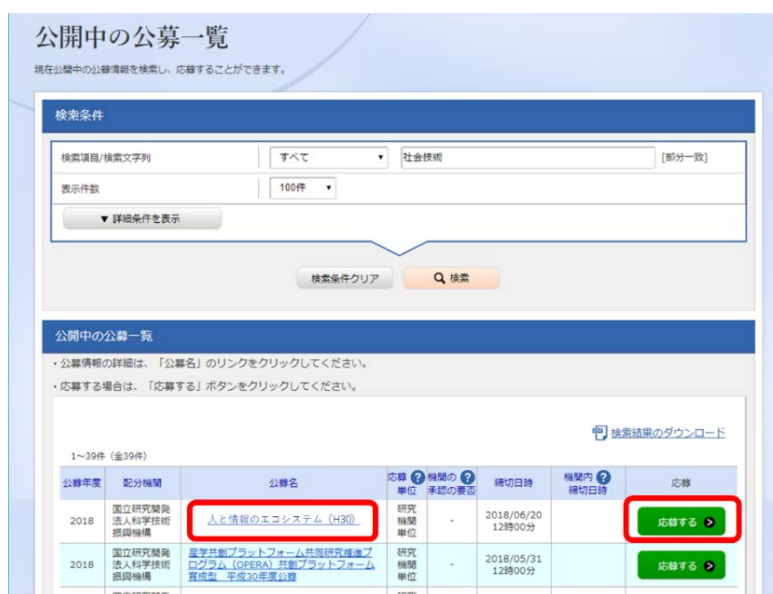 公開中の公募一覧
現在公開中の公募情報を検索し、応募することができます。
検索条件
検索項目/検索文字列 すべて 社会技術 [部分一致]
表示件数 100件
▼ 詳細条件を表示
検索条件クリア 検索
公開中の公募一覧
・公募情報の詳細は、「公募名」のリンクをクリックしてください。
・応募する場合は、「応募する」ボタンをクリックしてください。
検索結果のダウンロード
1～39件 (全39件)
公募年度 配分機関 公募名 応募単位 機関の承認の要否 締切日時 機関内締切日時 応募
2018 国立研究開発法人科学技術振興機構 人と情報のエコシステム (H30) 研究機関単位 - 2018/06/20 12時00分 応募する
2018 国立研究開発法人科学技術振興機構 産学共創プラットフォーム共同研究推進プログラム (OPERA) 共創プラットフォーム育成型 平成30年度公募 研究機関単位 - 2018/05/31 12時00分 応募する